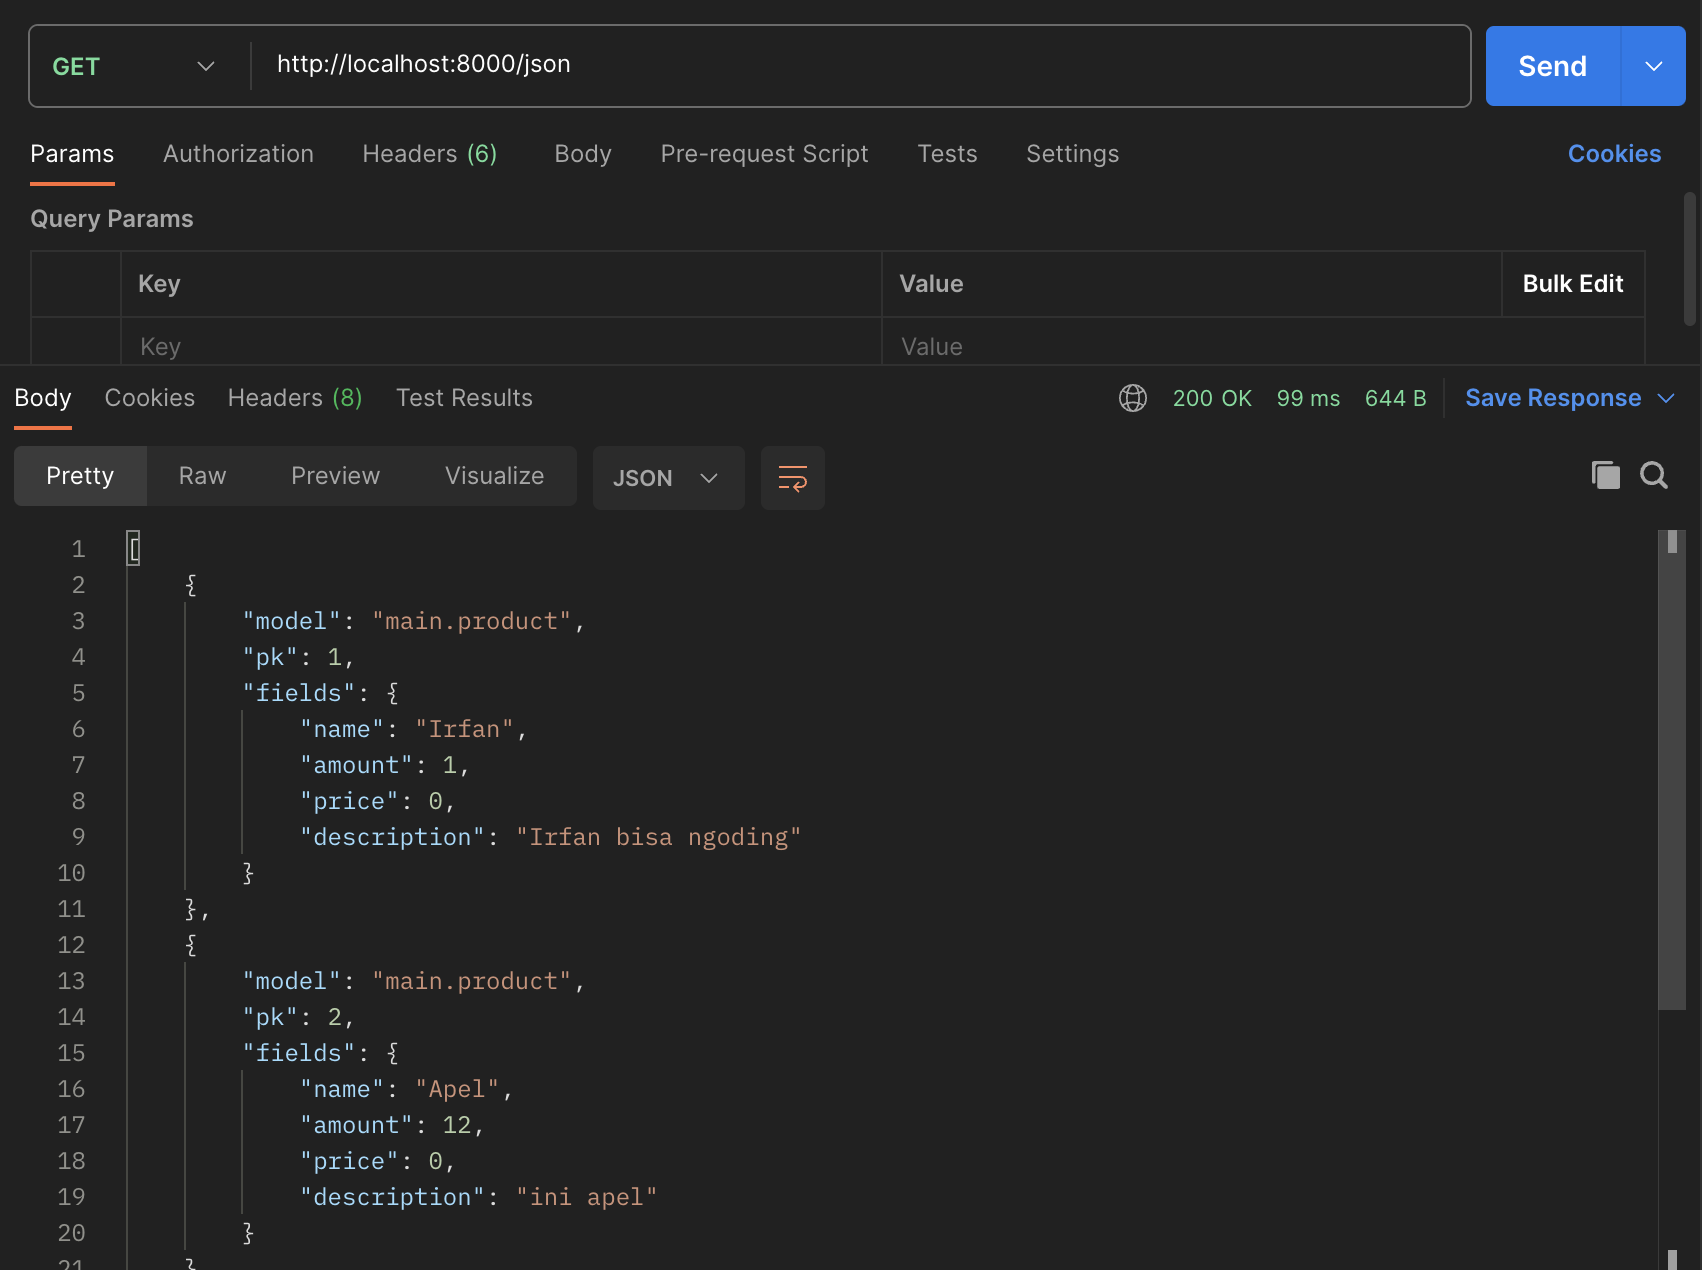 GET http://localhost:8000/json Send
Params Authorization Headers (6) Body Pre-request Script Tests Settings Cookies
Query Params
Key Value Bulk Edit
Key Value
Body Cookies Headers (8) Test Results 200 OK 99 ms 644 B Save Response
Pretty Raw Preview Visualize JSON
1 [
2 {
3 "model": "main.product",
4 "pk": 1,
5 "fields": {
6 "name": "Irfan",
7 "amount": 1,
8 "price": 0,
9 "description": "Irfan bisa ngoding"
10 }
11 },
12 {
13 "model": "main.product",
14 "pk": 2,
15 "fields": {
16 "name": "Apel",
17 "amount": 12,
18 "price": 0,
19 "description": "ini apel"
20 }
21 }